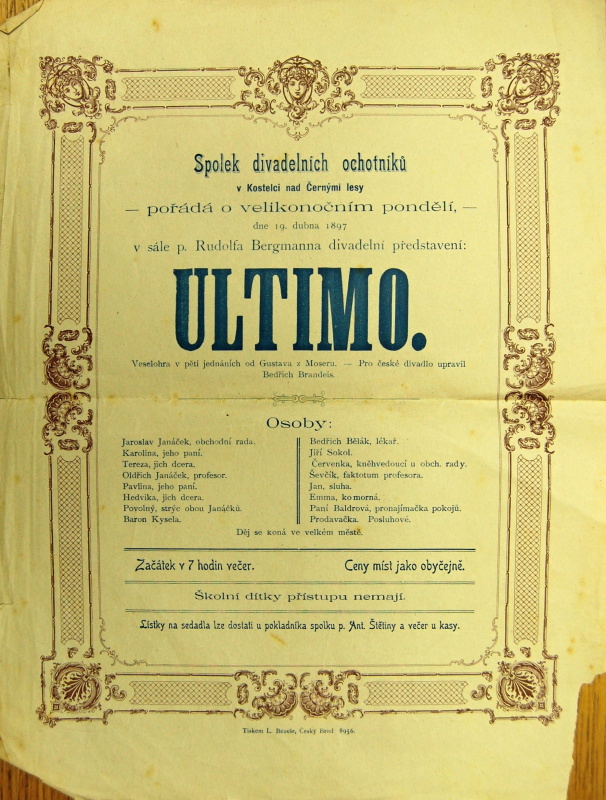 Spolek divadelních ochotníků
v Kostelci nad Černými lesy
— pořádá o velikonočním pondělí, —
dne 19. dubna 1897
v sále p. Rudolfa Bergmanna divadelní představení:
ULTIMO.
Veselohra v pěti jednáních od Gustava z Moseru. — Pro české divadlo upravil
Bedřich Brandeis.
Osoby:
Jaroslav Janáček, obchodní rada.
Karolina, jeho paní.
Tereza, jich dcera.
Oldřich Janáček, profesor.
Pavlina, jeho paní.
Hedvika, jich dcera.
Povolný, strýc obou Janáčků.
Baron Kysela.
Bedřich Bělák, lékař.
Jiří Sokol.
Červenka, kněhvedoucí u obch. rady.
Ševčík, faktotum profesora.
Jan, sluha.
Emma, komorná.
Paní Baldrová, pronajímačka pokojů.
Prodavačka. Posluhové.
Děj se koná ve velkém městě.
Začátek v 7 hodin večer. Ceny míst jako obyčejně.
Školní dítky přístupu nemají.
Lístky na sedadla lze dostati u pokladníka spolku p. Ant. Štětiny a večer u kasy.
Tiskem L. Český Brod 8956.